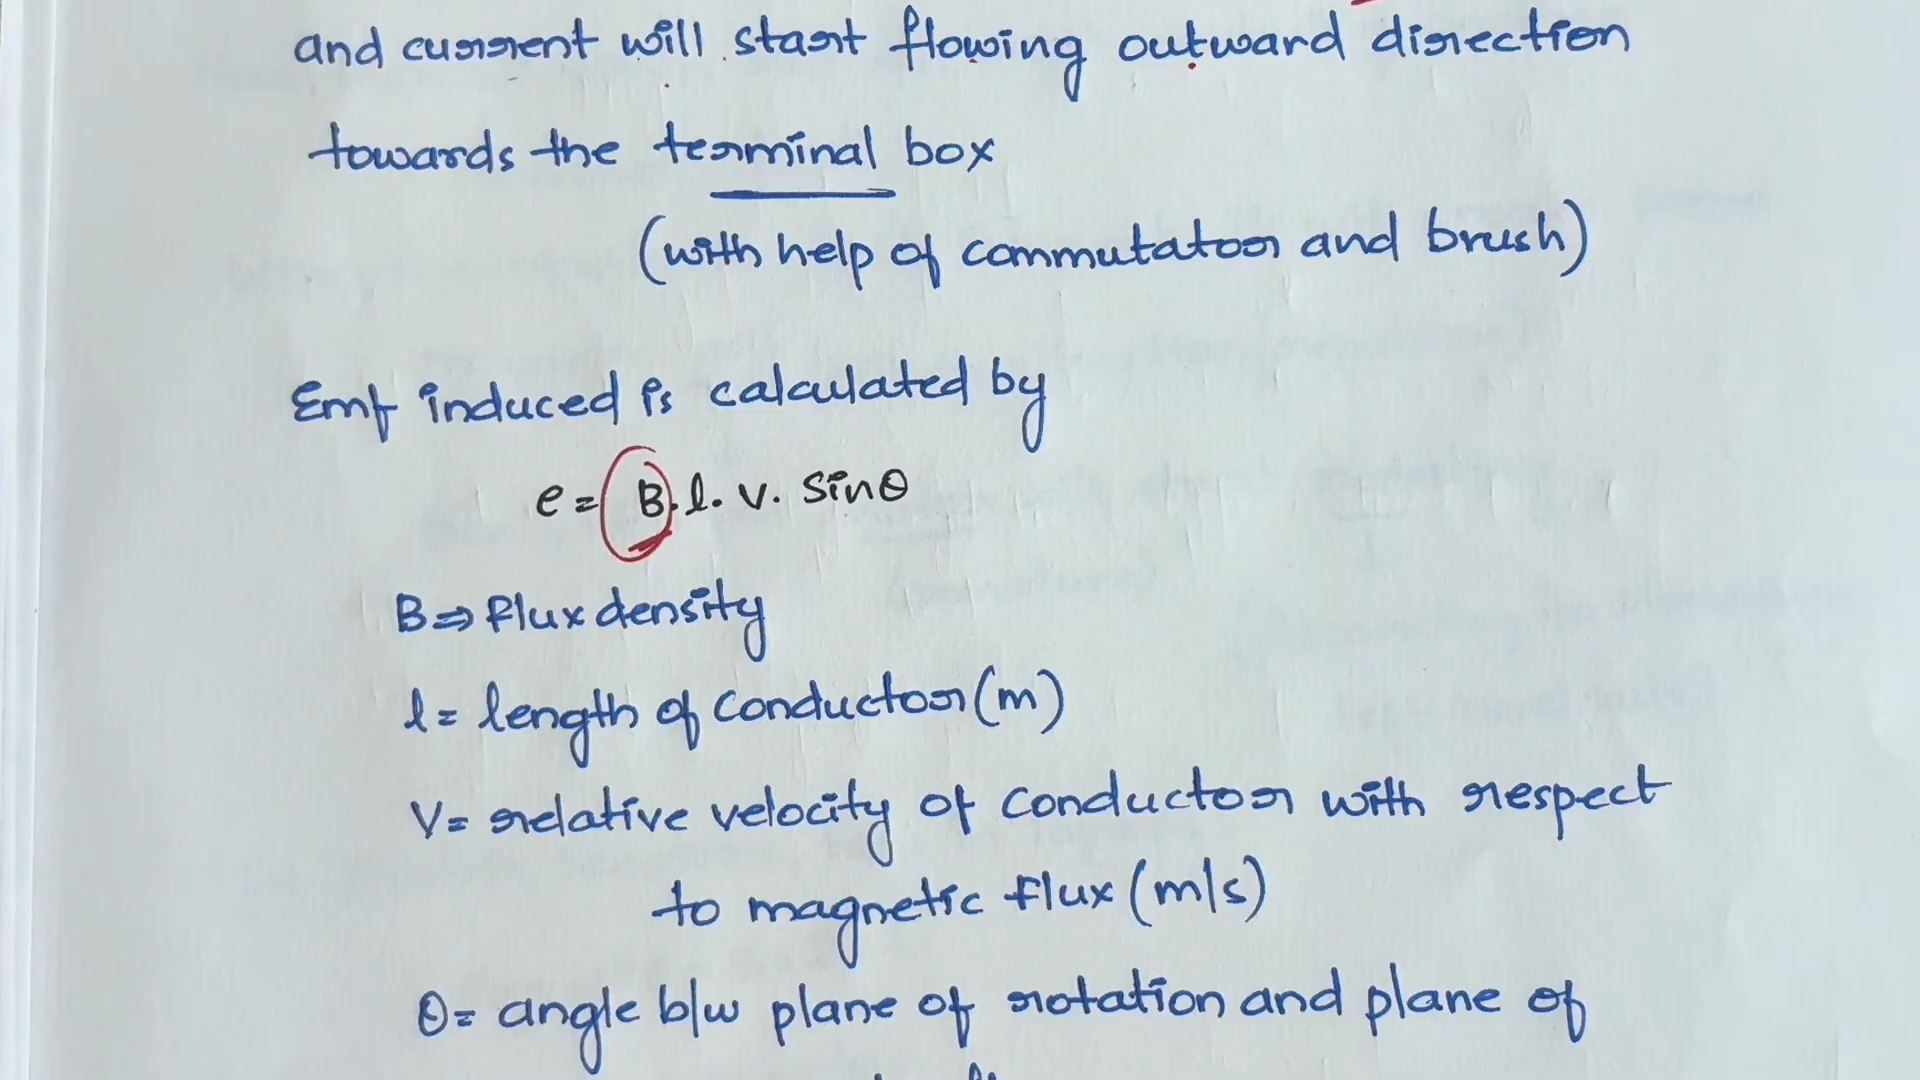 and current will start flowing outward direction
towards the terminal box
(with help of commutator and brush)
Emf induced is calculated by
e = B.l. v. sinθ
B ⇒ flux density
l = length of conductor (m)
V = relative velocity of conductor with respect
to magnetic flux (m/s)
θ = angle b/w plane of rotation and plane of